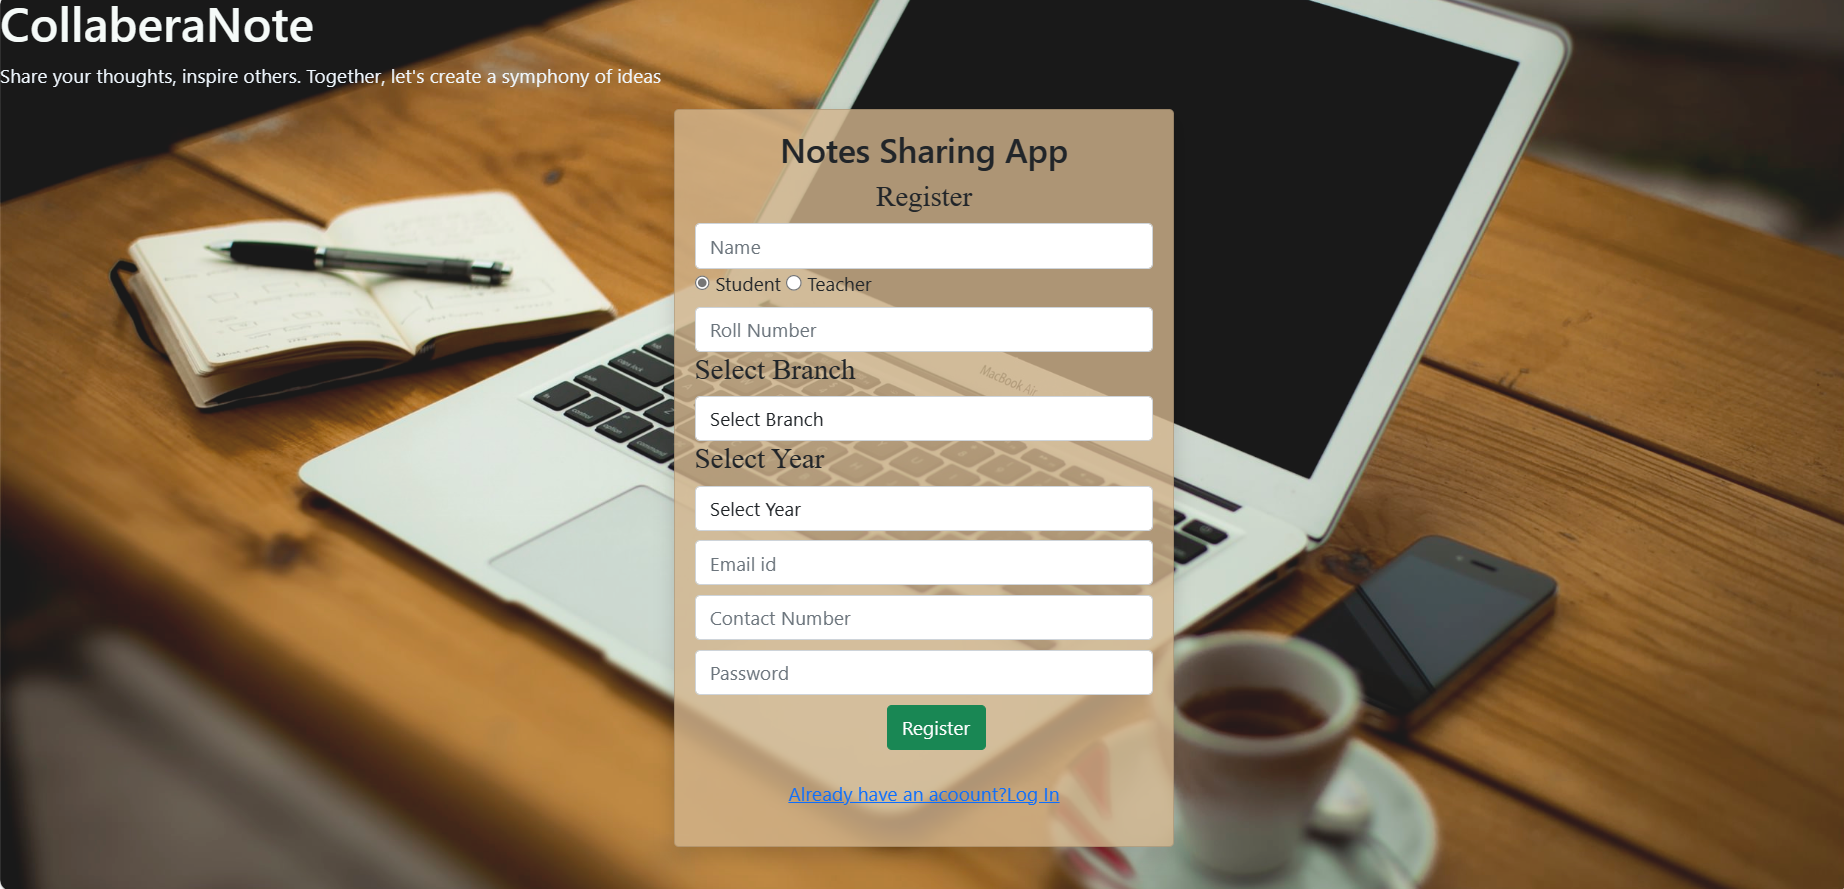 CollaberaNote
Share your thoughts, inspire others. Together, let's create a symphony of ideas
Notes Sharing App
Register
Name
Student Teacher
Roll Number
Select Branch
MacBook Air
Select Branch
Select Year
Select Year
Email id
Contact Number
Password
Register
Already have an acoount?Log In